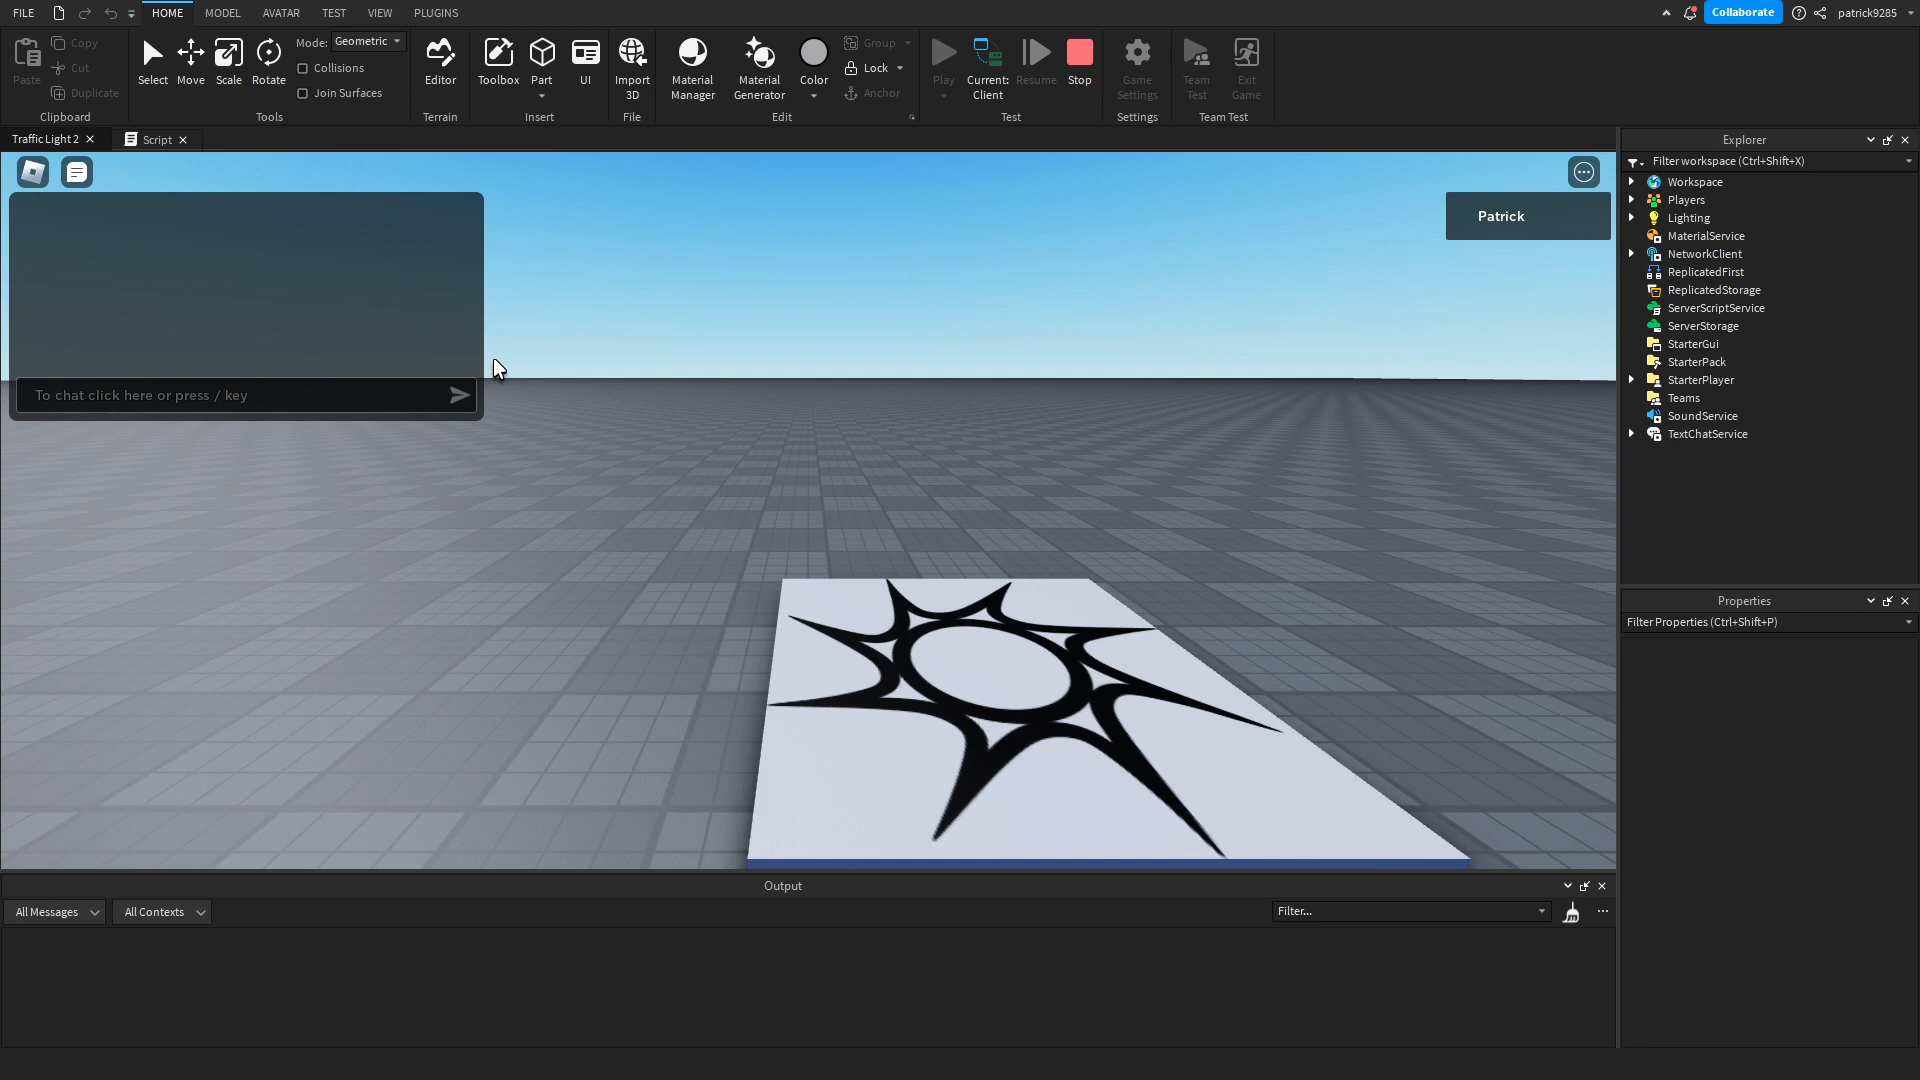 FILE HOME MODEL AVATAR TEST VIEW PLUGINS Collaborate patrick9285
Paste Copy Cut Duplicate
Clipboard
Select Move Scale Rotate
Mode: Geometric
Collisions
Join Surfaces
Tools
Editor
Terrain
Toolbox Part UI
Insert
Import 3D
File
Material Manager
Material Generator
Color
Group
Lock
Anchor
Edit
Play
Current: Client
Resume
Stop
Test
Game Settings
Settings
Team Test
Exit Game
Team Test
Traffic Light 2
Script
To chat click here or press / key
Patrick
Explorer
Filter workspace (Ctrl+Shift+X)
Workspace
Players
Lighting
MaterialService
NetworkClient
ReplicatedFirst
ReplicatedStorage
ServerScriptService
ServerStorage
StarterGui
StarterPack
StarterPlayer
Teams
SoundService
TextChatService
Properties
Filter Properties (Ctrl+Shift+P)
Output
All Messages All Contexts Filter...